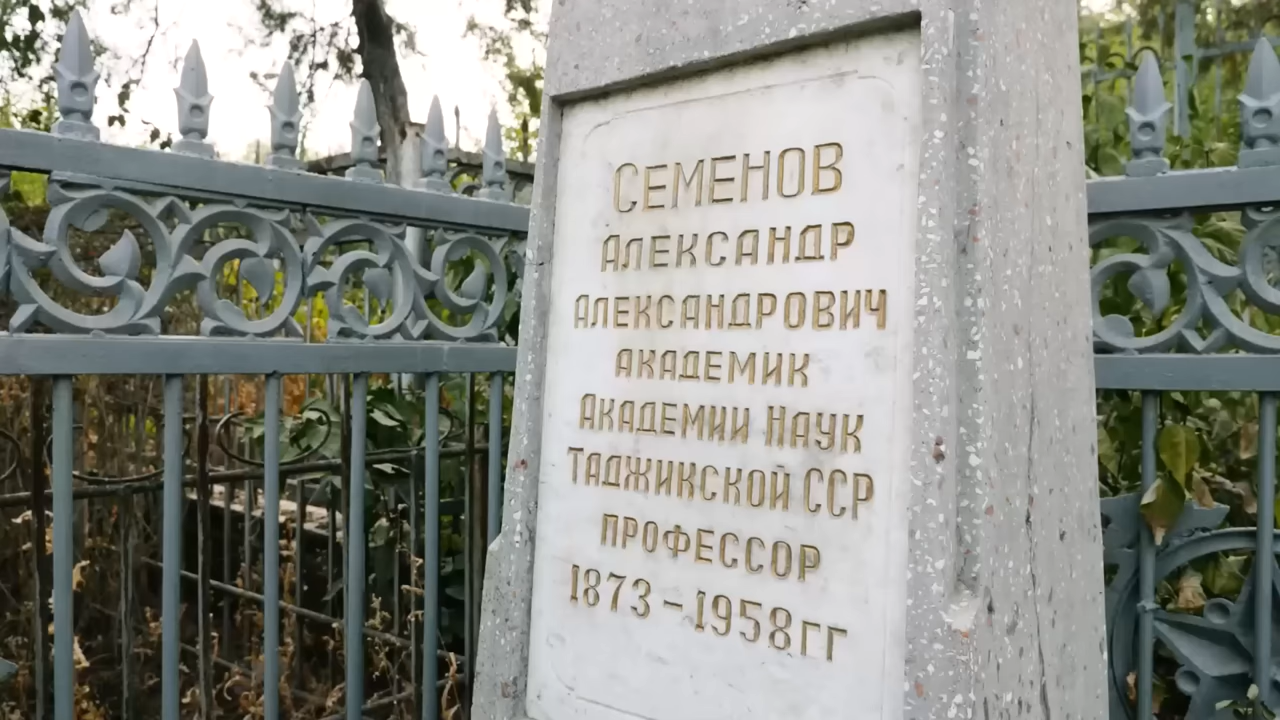 СЕМЕНОВ
АЛЕКСАНДР
АЛЕКСАНДРОВИЧ
АКАДЕМИК
АКАДЕМИИ НАУК
ТАДЖИКСКОЙ ССР
ПРОФЕССОР
1873-1958ГГ